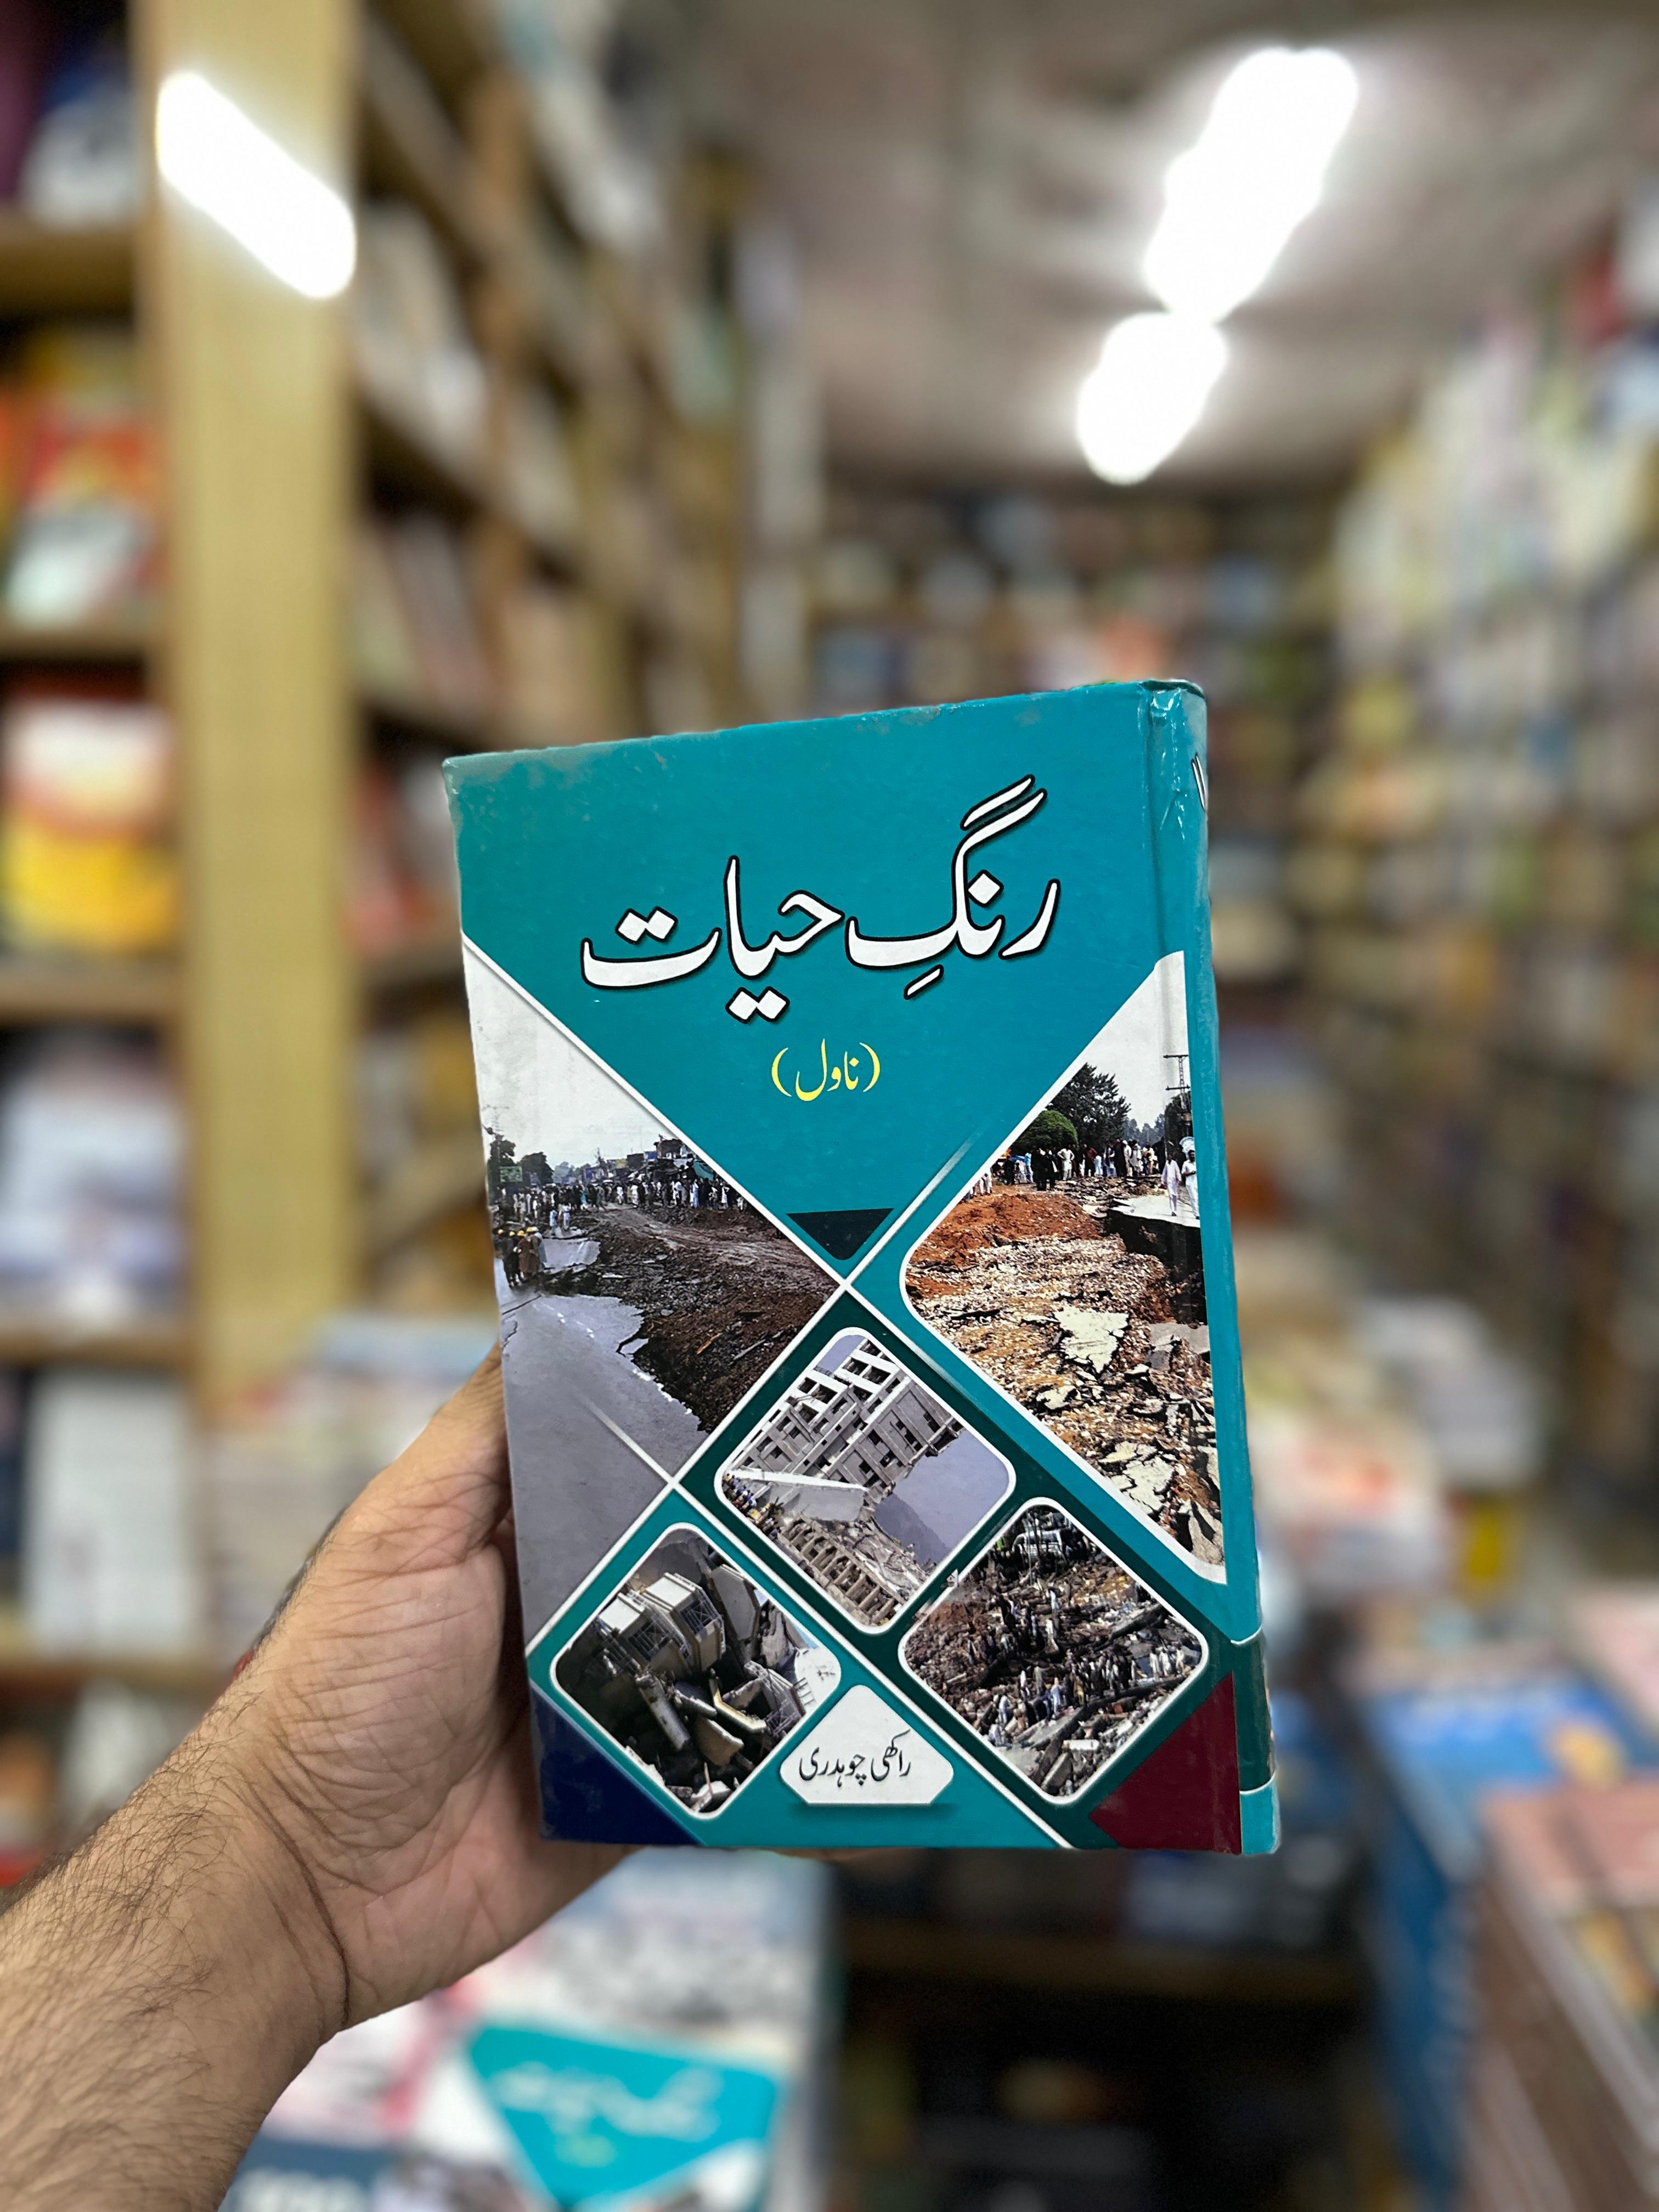 رنگِ حیات
(ناول)
راکھی چوہدری